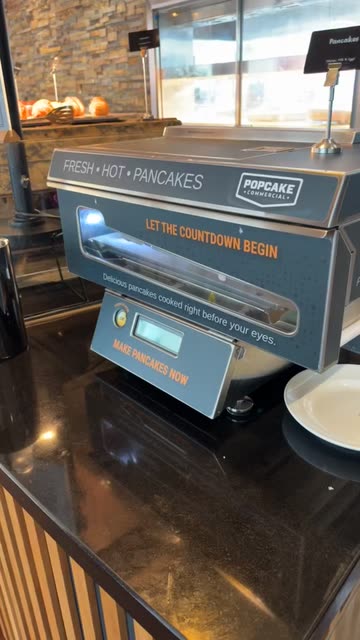 Pancakes
FRESH • HOT • PANCAKES
POPCAKE
• COMMERCIAL •
LET THE COUNTDOWN BEGIN
Delicious pancakes cooked right before your eyes.
MAKE PANCAKES NOW